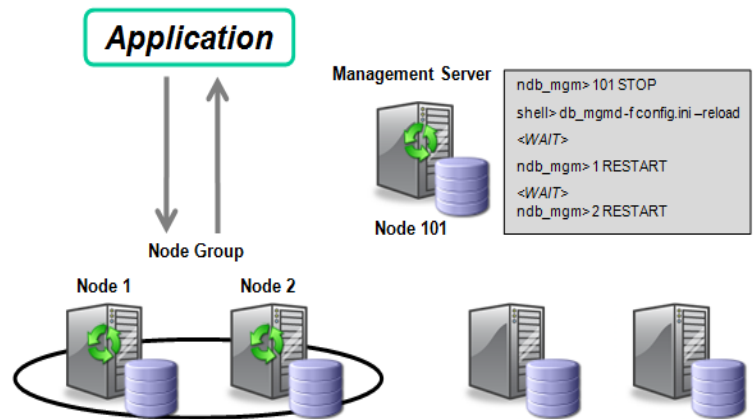 Application
Management Server
ndb_mgm> 101 STOP
shell> db_mgmd -f config.ini –reload
<WAIT>
ndb_mgm> 1 RESTART
<WAIT>
ndb_mgm> 2 RESTART
Node 101
Node Group
Node 1
Node 2